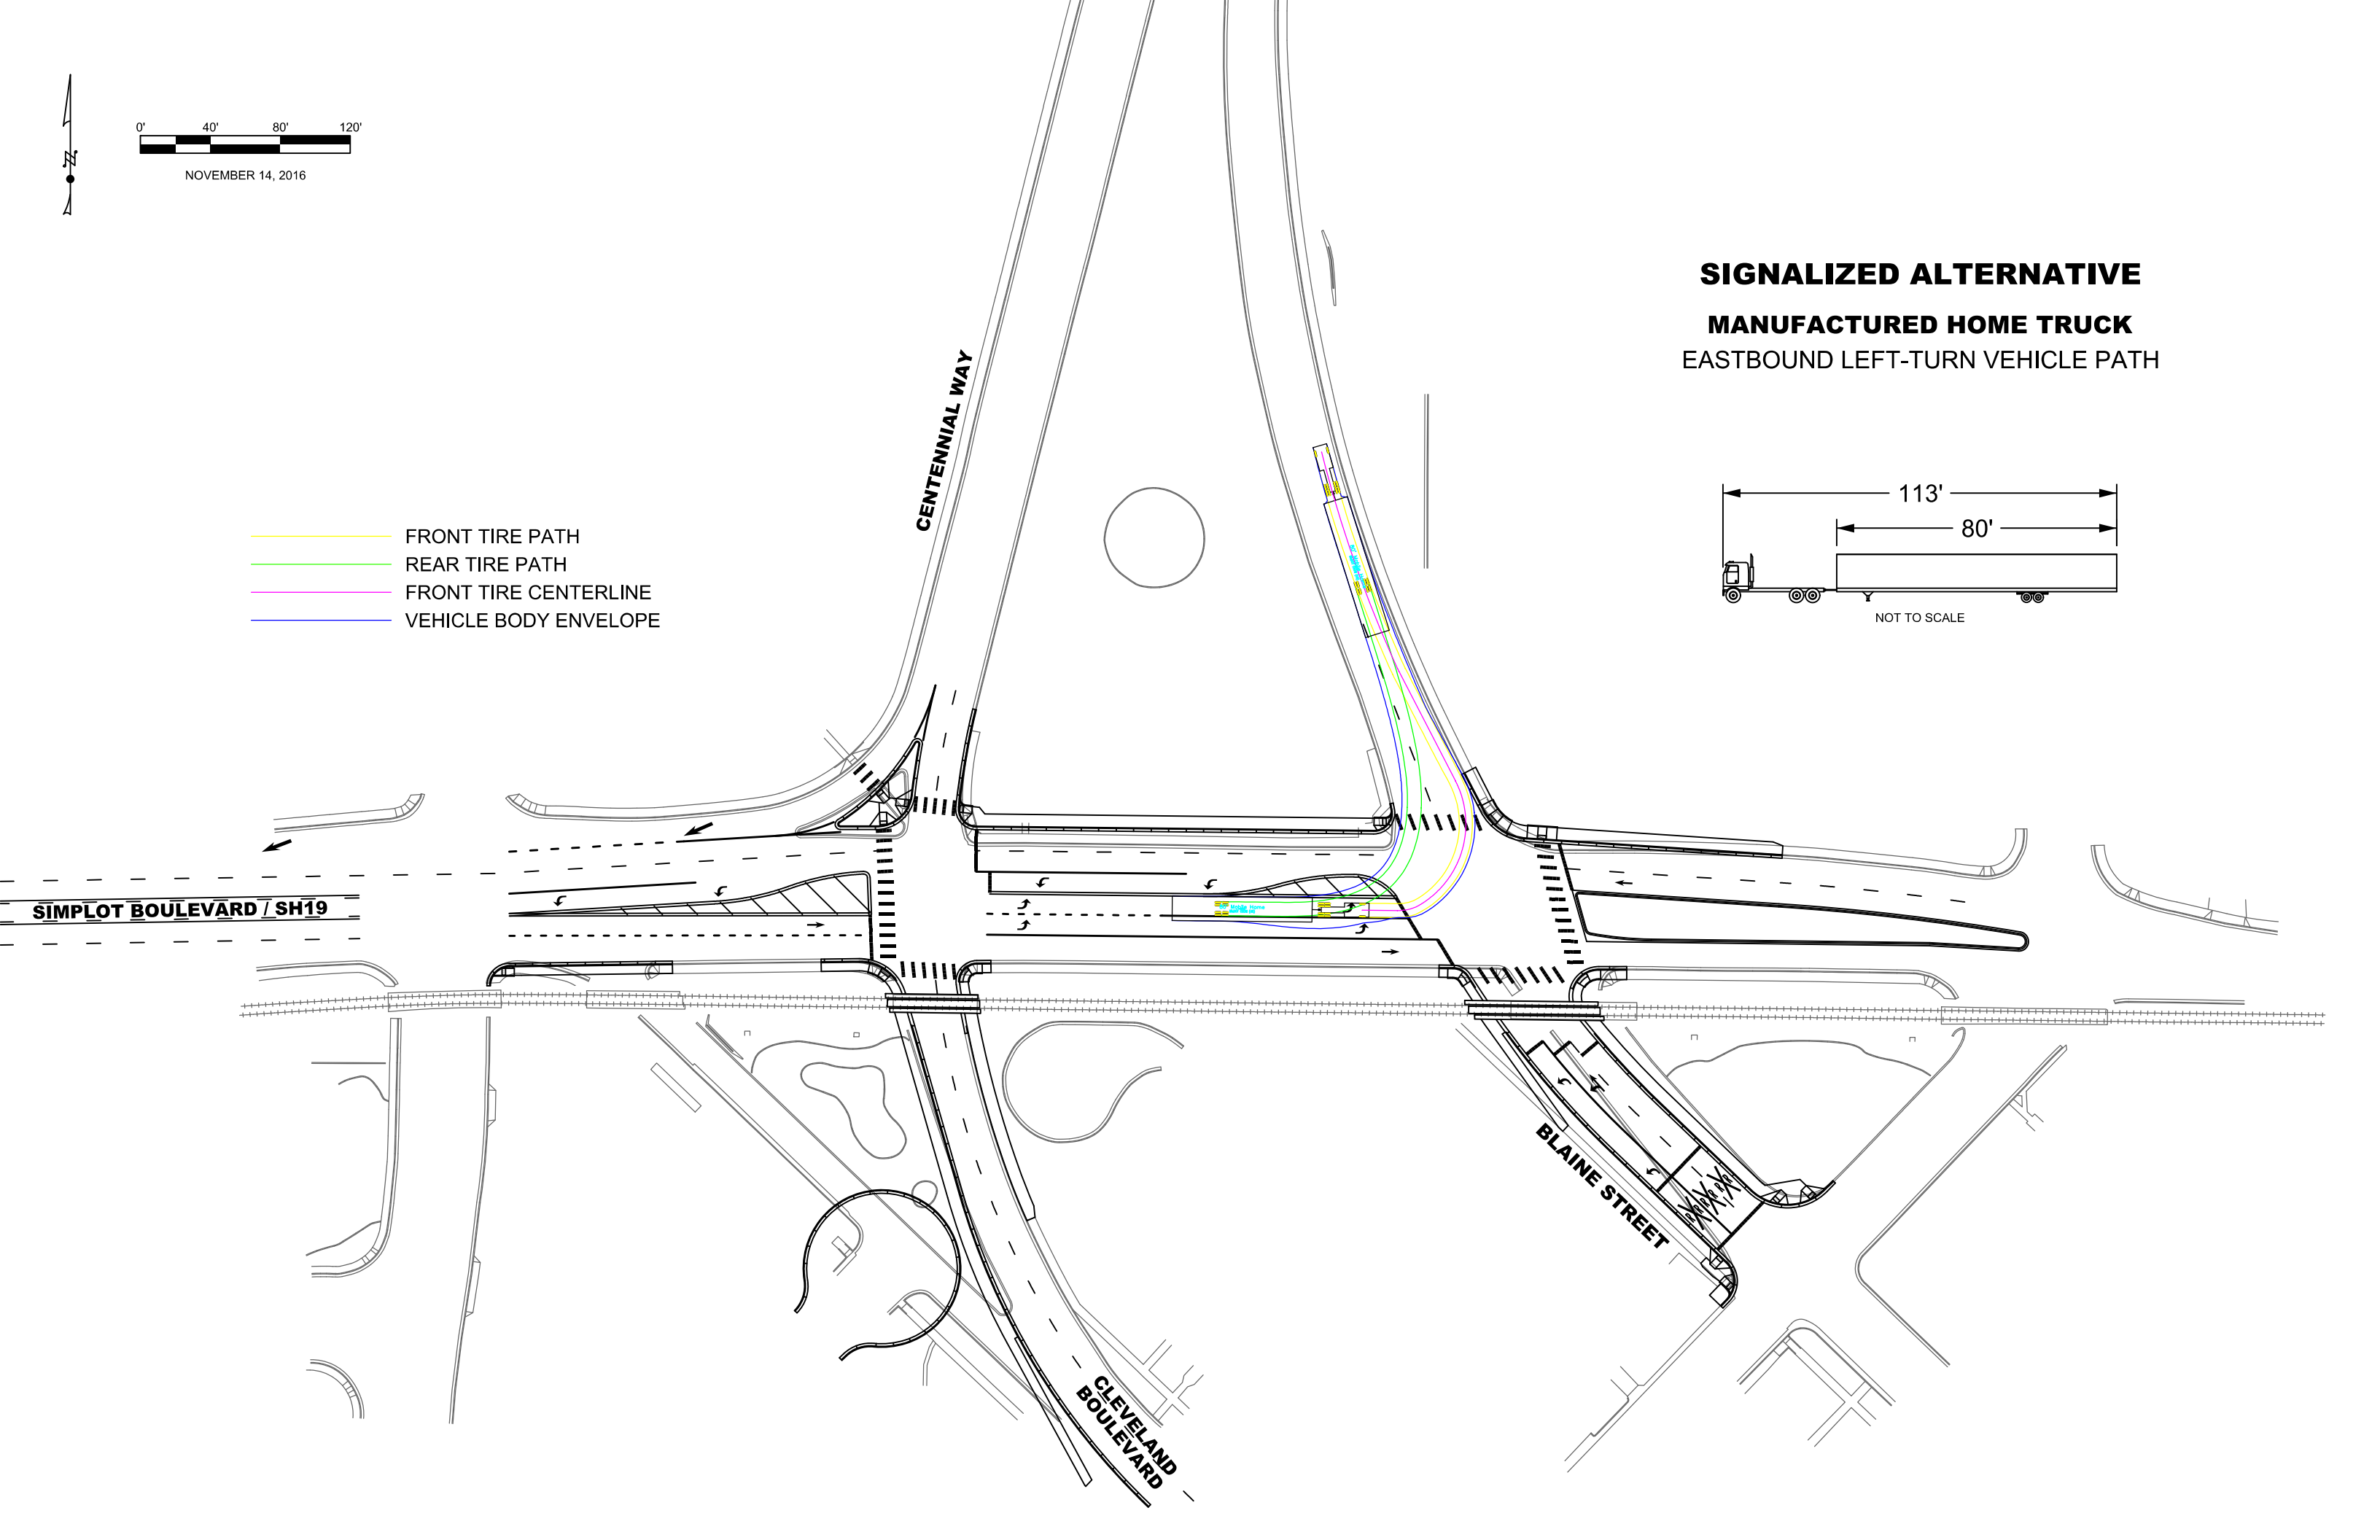 0' 40' 80' 120'
NOVEMBER 14, 2016
SIGNALIZED ALTERNATIVE
MANUFACTURED HOME TRUCK
EASTBOUND LEFT-TURN VEHICLE PATH
CENTENNIAL WAY
113'
80'
NOT TO SCALE
FRONT TIRE PATH
REAR TIRE PATH
FRONT TIRE CENTERLINE
VEHICLE BODY ENVELOPE
SIMPLOT BOULEVARD / SH19
Mobile Home
BLAINE STREET
CLEVELAND
BOULEVARD